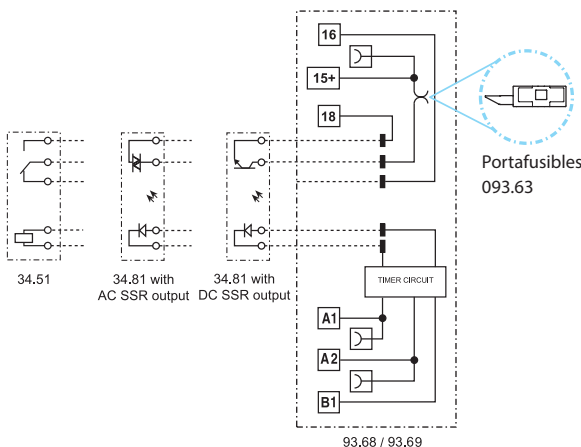 16
15+
18
Portafusibles
093.63
34.51
34.81 with
AC SSR output
34.81 with
DC SSR output
TIMER CIRCUIT
A1
A2
B1
93.68 / 93.69